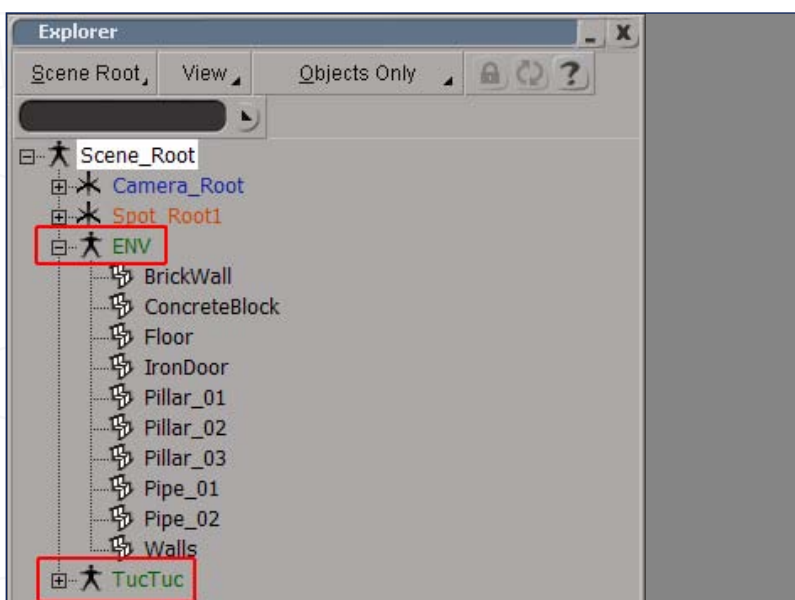 Explorer
Scene Root View Objects Only ?
Scene_Root
Camera_Root
Spot_Root1
ENV
BrickWall
ConcreteBlock
Floor
IronDoor
Pillar_01
Pillar_02
Pillar_03
Pipe_01
Pipe_02
Walls
TucTuc